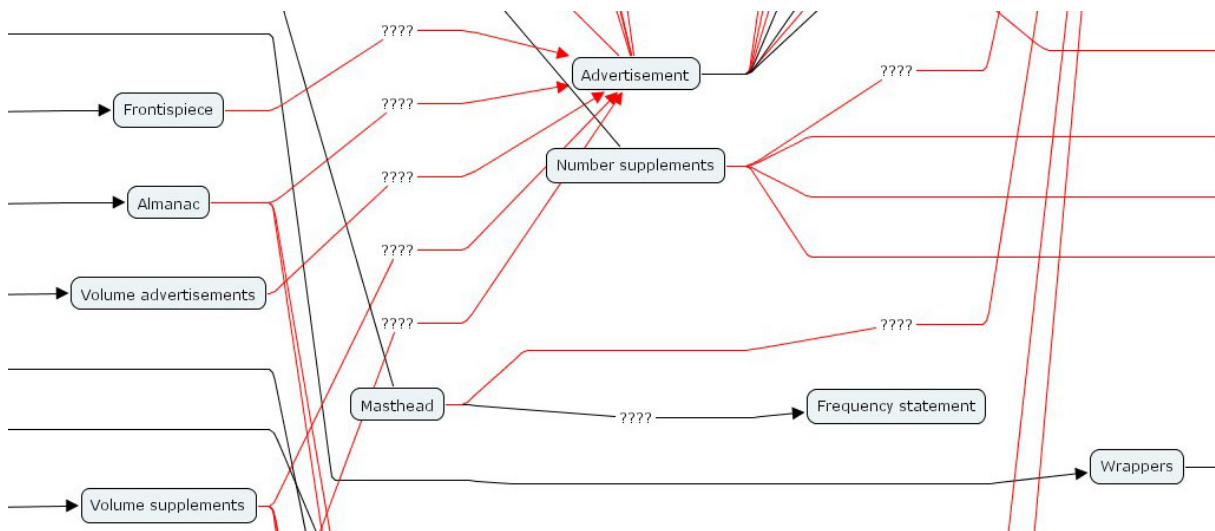 ????
Advertisement
????
Frontispiece
????
Number supplements
????
Almanac
????
Volume advertisements
????
????
Masthead
????
Frequency statement
Wrappers
Volume supplements